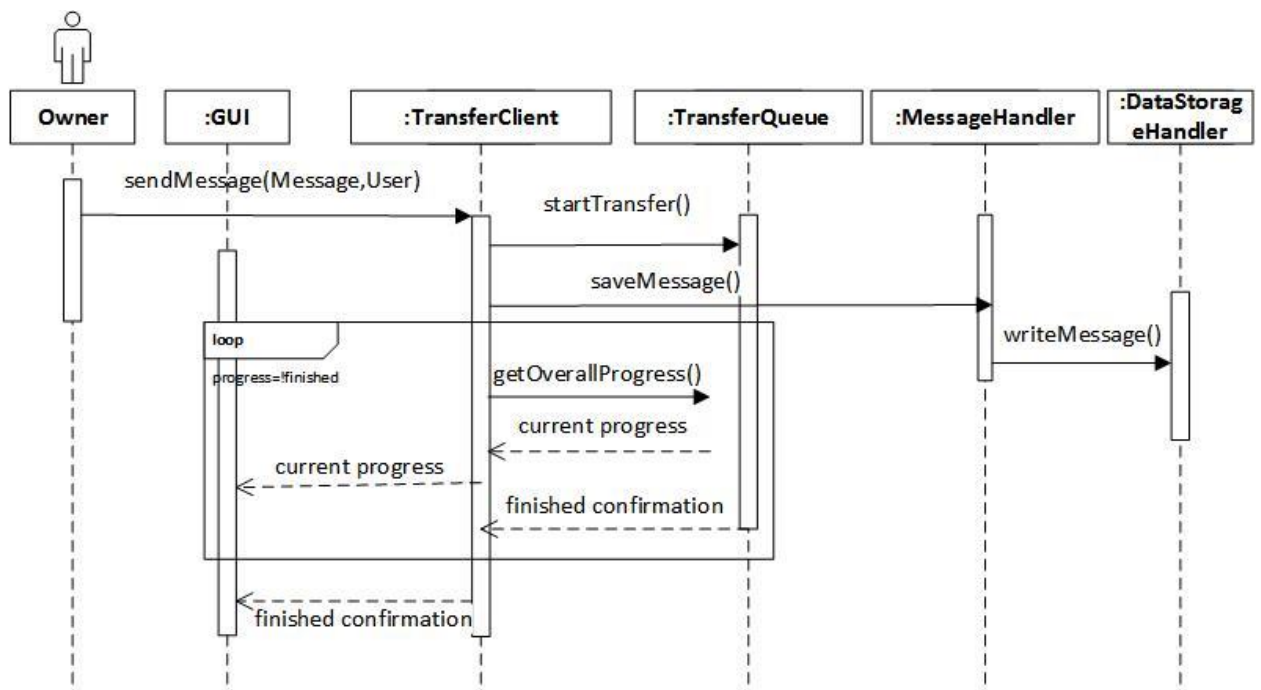 Owner
:GUI
:TransferClient
:TransferQueue
:MessageHandler
:DataStorag
eHandler
sendMessage(Message,User)
startTransfer()
saveMessage()
writeMessage()
loop
progress=!finished
getOverallProgress()
current progress
current progress
finished confirmation
finished confirmation